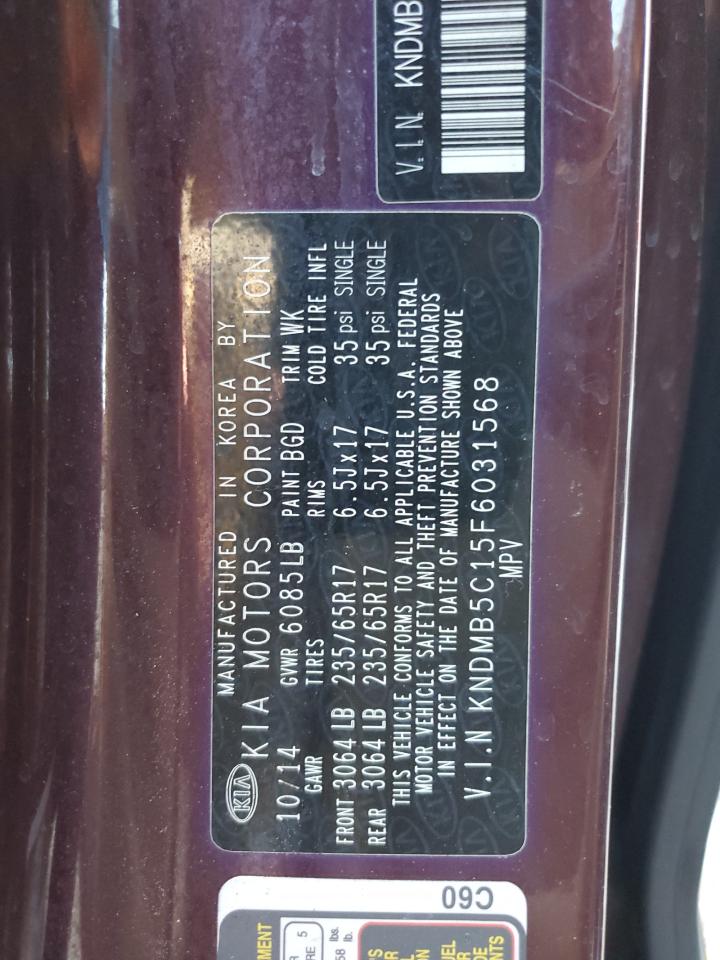 MANUFACTURED IN KOREA BY
KIA KIA MOTORS CORPORATION
10/14 GVWR 6085LB PAINT BGD TRIM WK
GAWR TIRES RIMS COLD TIRE INFL
FRONT 3064 LB 235/65R17 6.5Jx17 35 psi SINGLE
REAR 3064 LB 235/65R17 6.5Jx17 35 psi SINGLE
THIS VEHICLE CONFORMS TO ALL APPLICABLE U.S.A. FEDERAL
MOTOR VEHICLE SAFETY AND THEFT PREVENTION STANDARDS
IN EFFECT ON THE DATE OF MANUFACTURE SHOWN ABOVE
V.I.N KNDMB5C15F6031568
MPV
V.I.N. KNDMB
C60